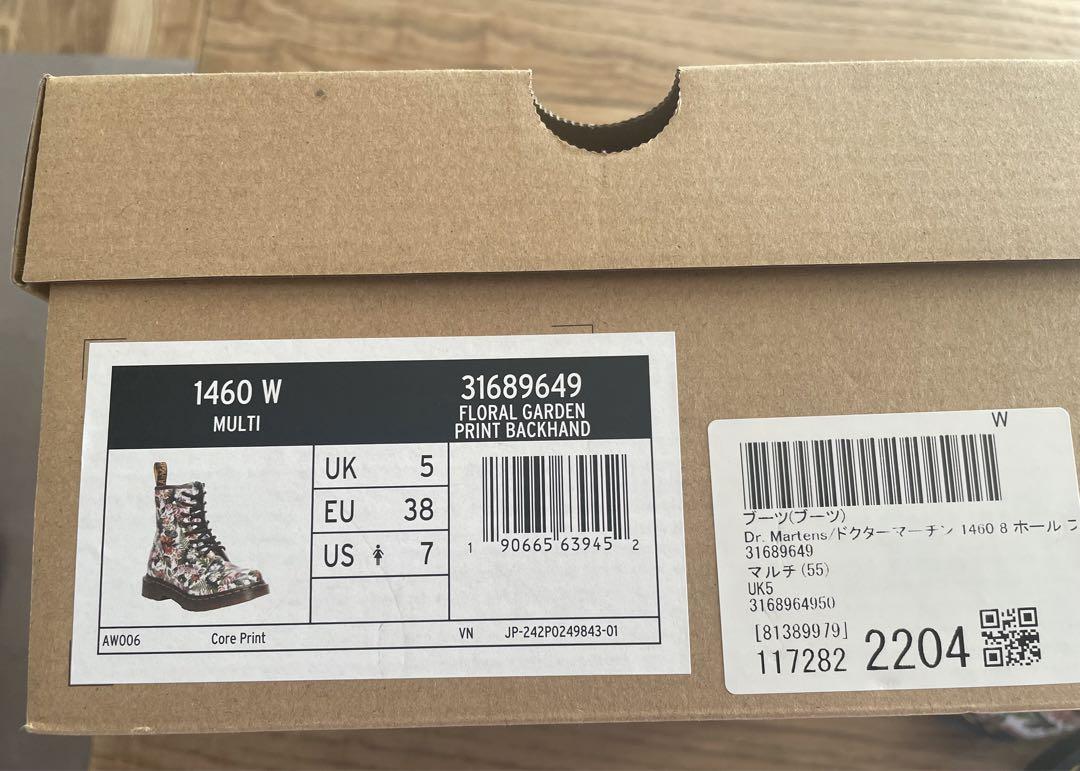 1460 W
MULTI
31689649
FLORAL GARDEN
PRINT BACKHAND
UK 5
EU 38
US 7
1 90665 63945 2
AW006 Core Print VN JP-242P0249843-01
W
ブーツ(ブーツ)
Dr. Martens/ドクターマーチン 1460 8 ホール
31689649
マルチ(55)
UK5
3168964950
[81389979]
117282 2204